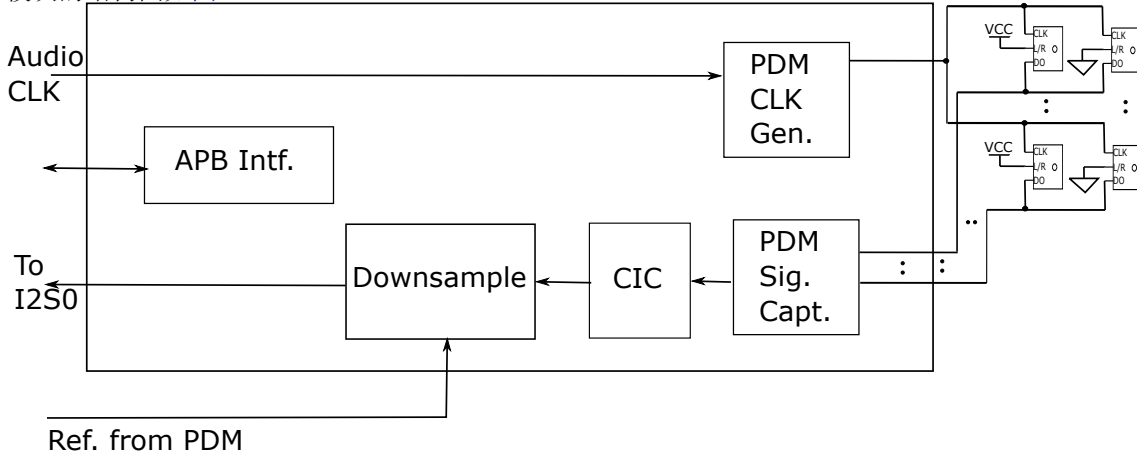 Audio
CLK
PDM
CLK
Gen.
APB Intf.
To
I2S0
Downsample
CIC
PDM
Sig.
Capt.
Ref. from PDM
VCC
CLK
L/R
DO
CLK
L/R
DO
VCC
CLK
L/R
DO
CLK
L/R
DO